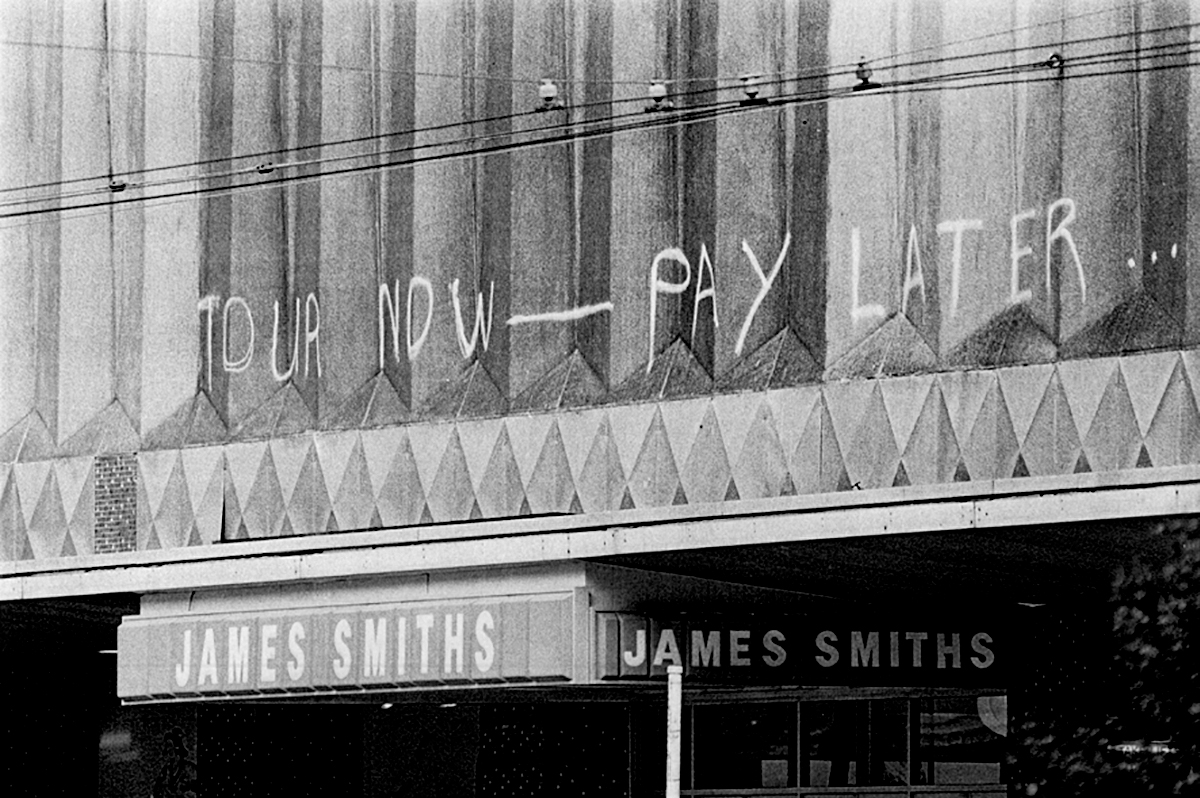 TOUR NOW — PAY LATER...
JAMES SMITHS
JAMES SMITHS